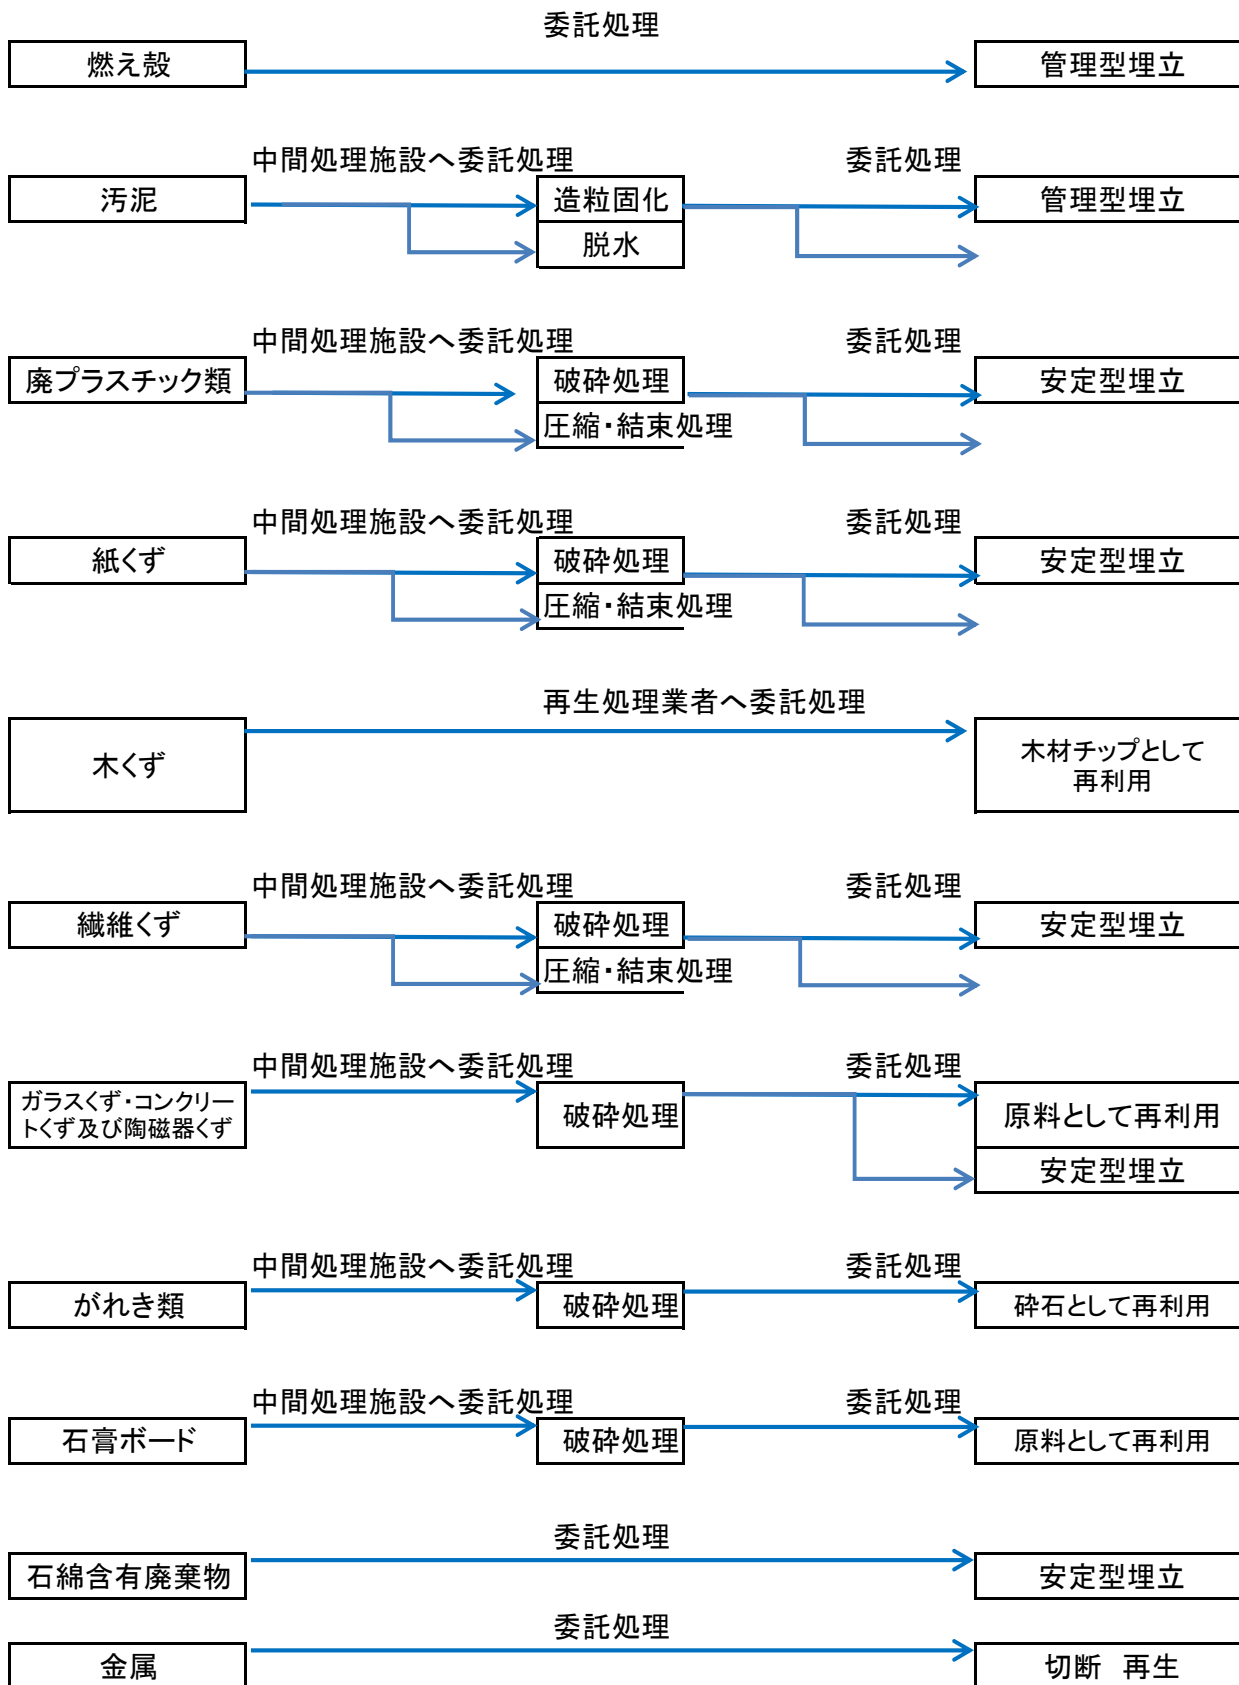 委託処理
燃え殻
管理型埋立
中間処理施設へ委託処理
委託処理
汚泥
造粒固化
管理型埋立
脱水
中間処理施設へ委託処理
委託処理
廃プラスチック類
破砕処理
安定型埋立
圧縮・結束処理
中間処理施設へ委託処理
委託処理
紙くず
破砕処理
安定型埋立
圧縮・結束処理
再生処理業者へ委託処理
木くず
木材チップとして
再利用
中間処理施設へ委託処理
委託処理
繊維くず
破砕処理
安定型埋立
圧縮・結束処理
中間処理施設へ委託処理
委託処理
ガラスくず・コンクリー
トくず及び陶磁器くず
破砕処理
原料として再利用
安定型埋立
中間処理施設へ委託処理
委託処理
がれき類
破砕処理
砕石として再利用
中間処理施設へ委託処理
委託処理
石膏ボード
破砕処理
原料として再利用
委託処理
石綿含有廃棄物
安定型埋立
委託処理
金属
切断　再生